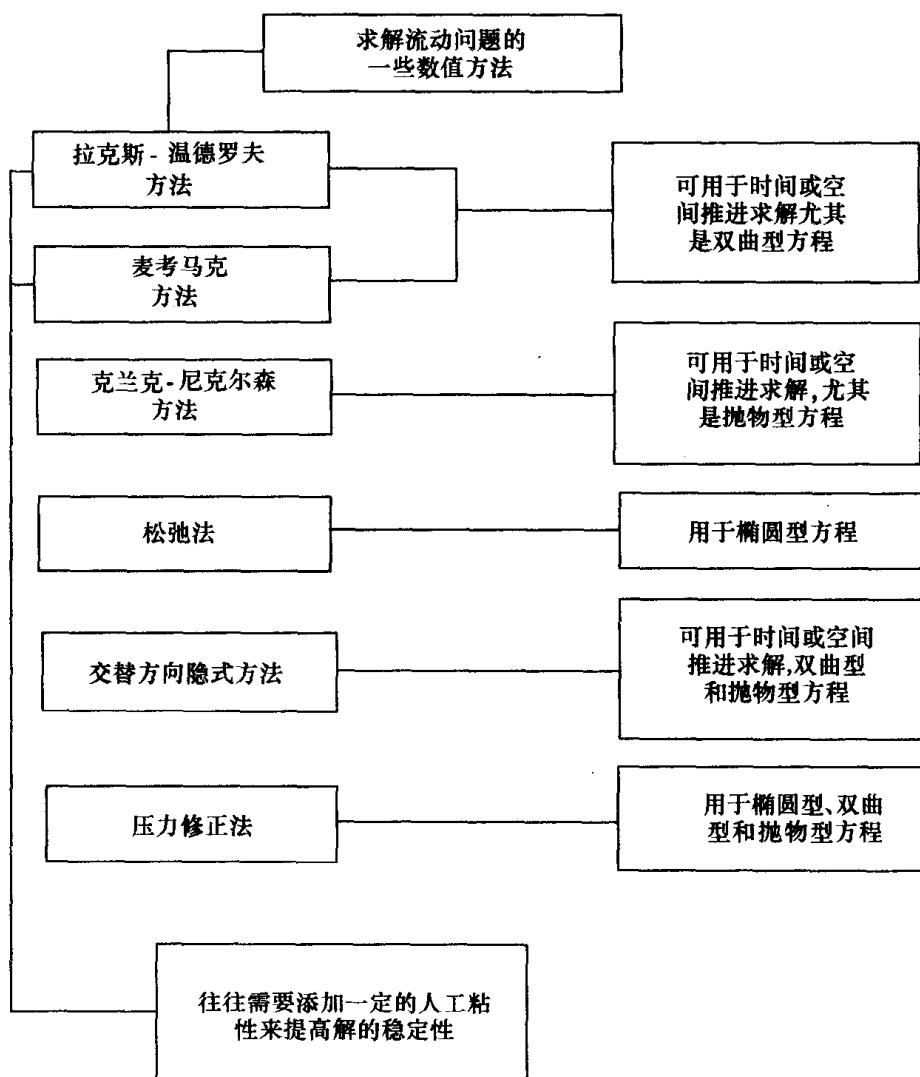 求解流动问题的
一些数值方法
拉克斯-温德罗夫
方法
可用于时间或空
间推进求解尤其
是双曲型方程
麦考马克
方法
克兰克-尼克尔森
方法
可用于时间或空
间推进求解,尤其
是抛物型方程
松弛法
用于椭圆型方程
交替方向隐式方法
可用于时间或空间
推进求解,双曲型
和抛物型方程
压力修正法
用于椭圆型、双曲
型和抛物型方程
往往需要添加一定的人工粘
性来提高解的稳定性